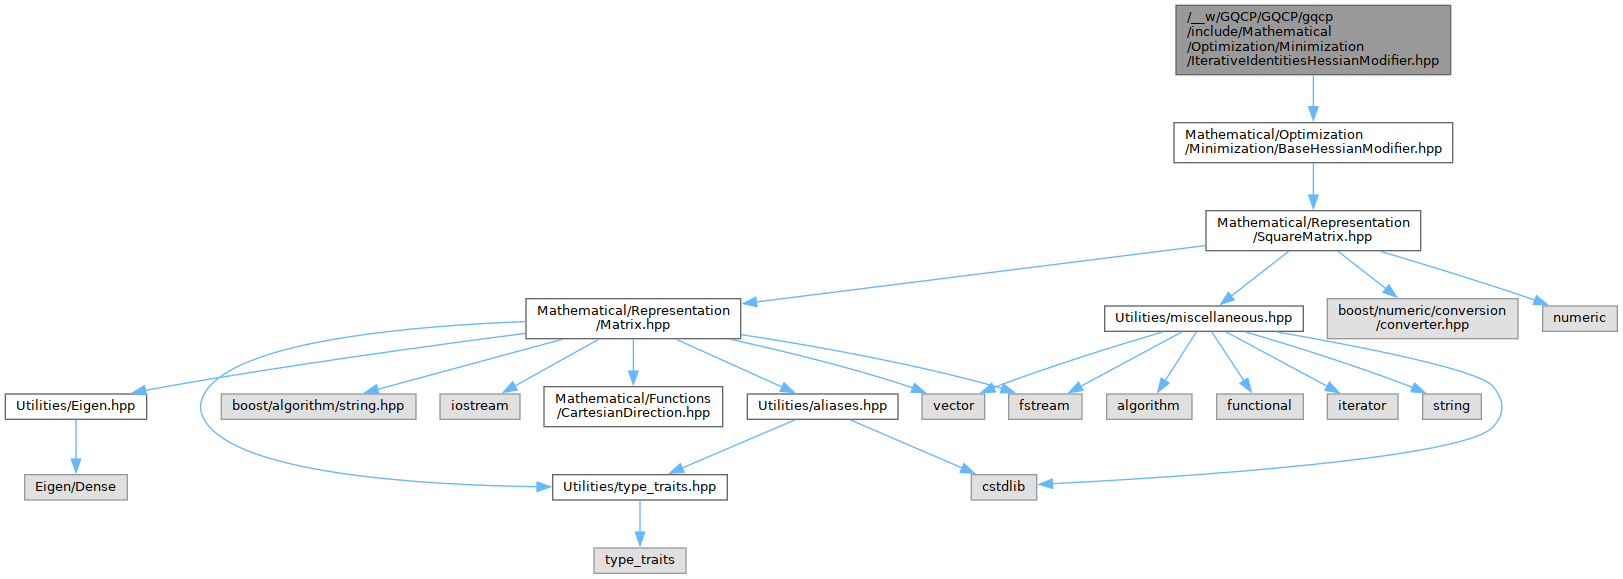 /__w/GQCP/GQCP/gqcp
/include/Mathematical
/Optimization/Minimization
/IterativeIdentitiesHessianModifier.hpp
Mathematical/Optimization
/Minimization/BaseHessianModifier.hpp
Mathematical/Representation
/SquareMatrix.hpp
Mathematical/Representation
/Matrix.hpp
Utilities/miscellaneous.hpp
boost/numeric/conversion
/converter.hpp
numeric
Utilities/Eigen.hpp
boost/algorithm/string.hpp
iostream
Mathematical/Functions
/CartesianDirection.hpp
Utilities/aliases.hpp
vector
fstream
algorithm
functional
iterator
string
Eigen/Dense
Utilities/type_traits.hpp
cstdlib
type_traits